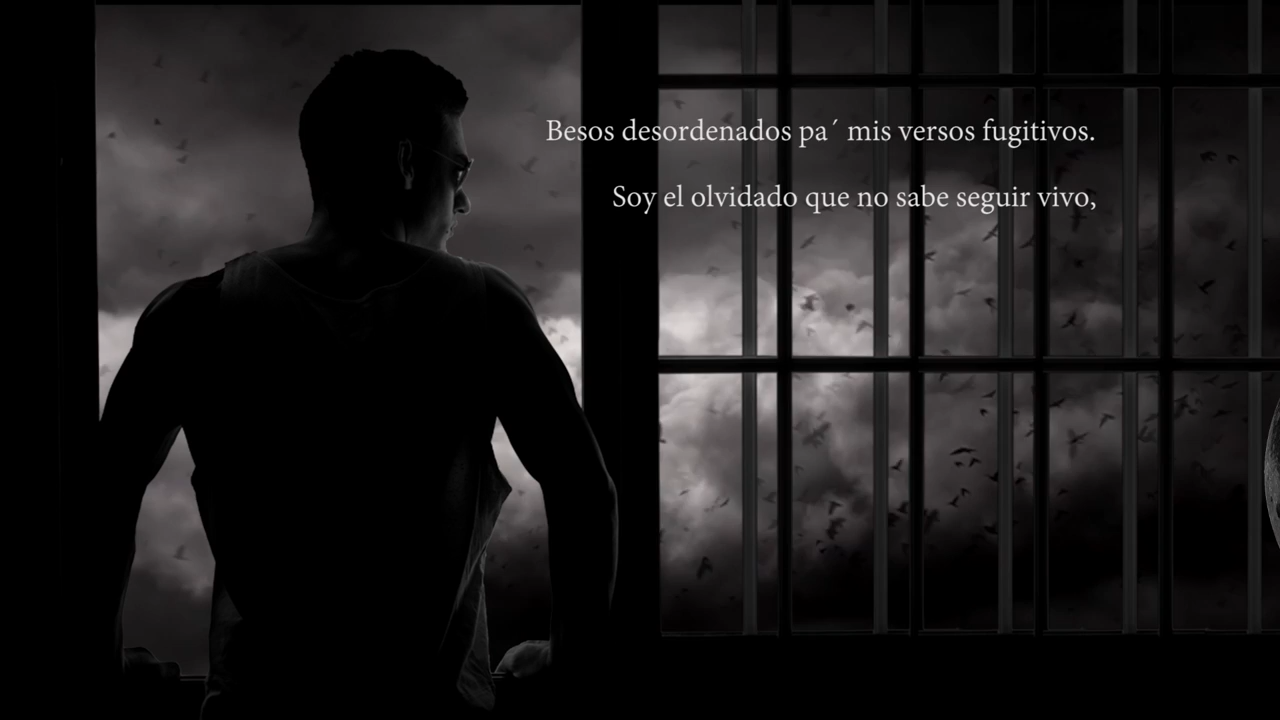 Besos desordenados pa´ mis versos fugitivos.
Soy el olvidado que no sabe seguir vivo,